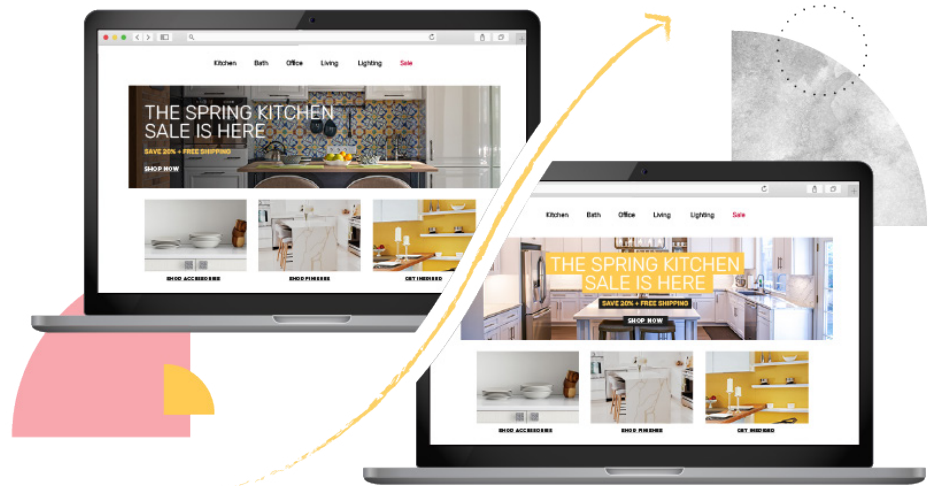 Kitchen Bath Office Living Lighting Sale
THE SPRING KITCHEN
SALE IS HERE
SAVE 20% + FREE SHIPPING
SHOP NOW
SHOP ACCESSORIES SHOP FINISHES GET INSPIRED
Kitchen Bath Office Living Lighting Sale
THE SPRING KITCHEN
SALE IS HERE
SAVE 20% + FREE SHIPPING
SHOP NOW
SHOP ACCESSORIES SHOP FINISHES GET INSPIRED